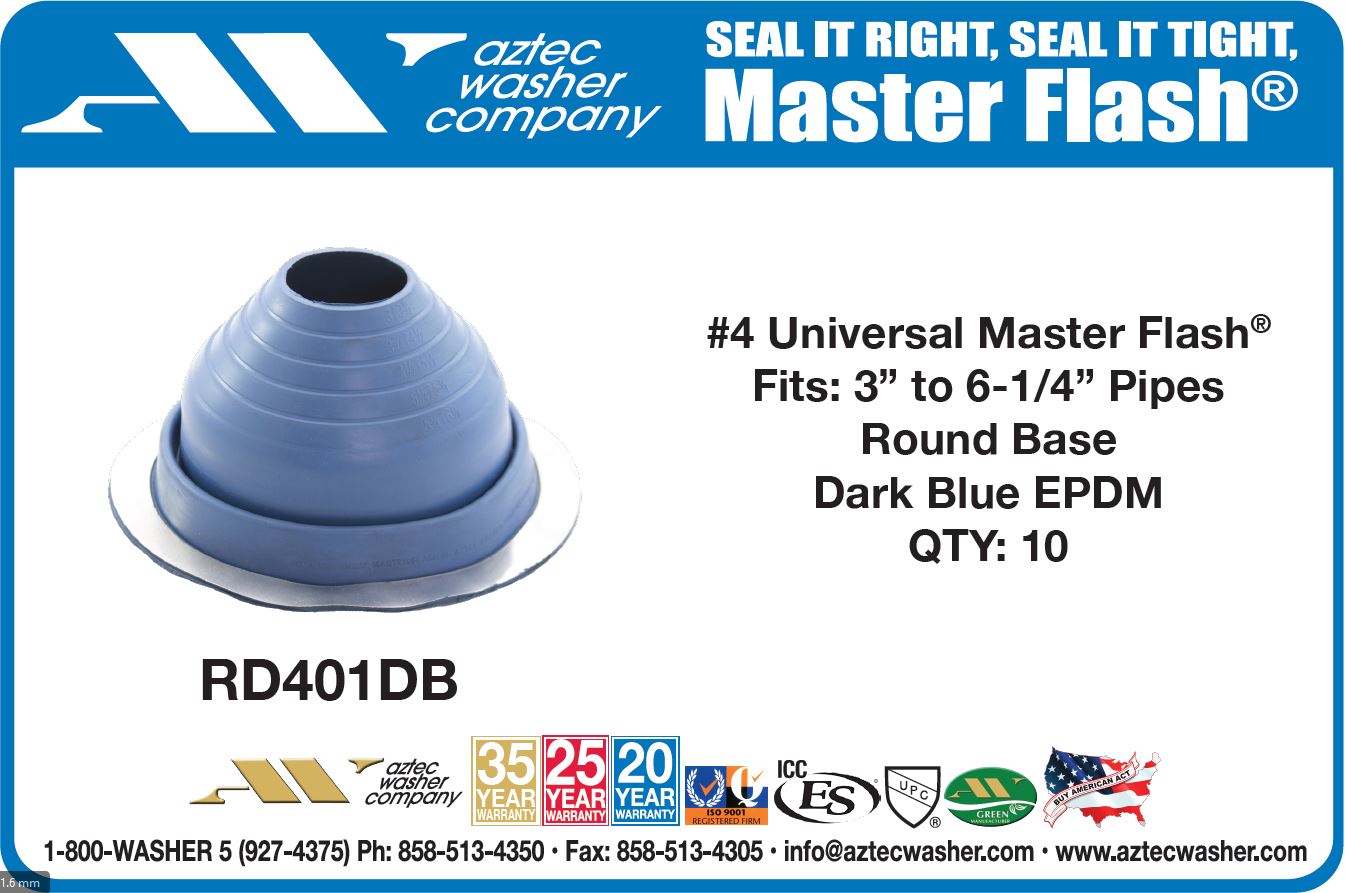 aztec
washer
company
SEAL IT RIGHT, SEAL IT TIGHT,
Master Flash®
#4 Universal Master Flash®
Fits: 3” to 6-1/4” Pipes
Round Base
Dark Blue EPDM
QTY: 10
RD401DB
aztec
washer
company
35
YEAR
WARRANTY
25
YEAR
WARRANTY
20
YEAR
WARRANTY
Q
ISO 9001
REGISTERED FIRM
ICC
ES®
UPC®
GREEN
MANUFACTURER
BUY AMERICAN ACT
1-800-WASHER 5 (927-4375) Ph: 858-513-4350 · Fax: 858-513-4305 · info@aztecwasher.com · www.aztecwasher.com
1.6 mm